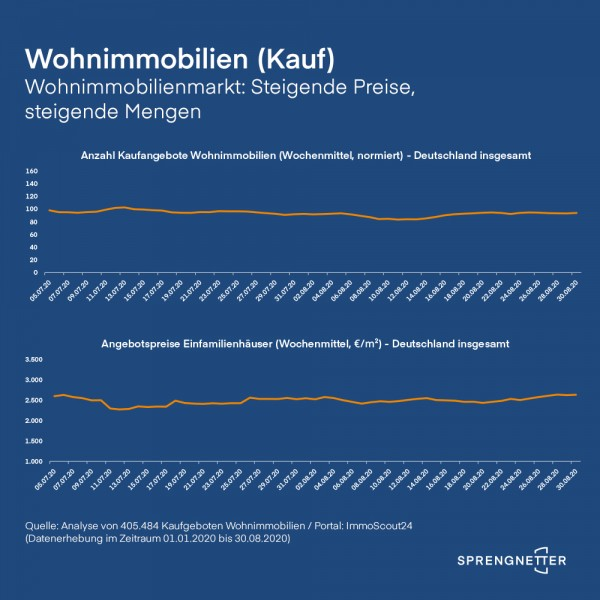 Wohnimmobilien (Kauf)
Wohnimmobilienmarkt: Steigende Preise,
steigende Mengen
Anzahl Kaufangebote Wohnimmobilien (Wochenmittel, normiert) - Deutschland insgesamt
160
140
120
100
80
60
40
20
0
05.07.20 07.07.20 09.07.20 11.07.20 13.07.20 15.07.20 17.07.20 19.07.20 21.07.20 23.07.20 25.07.20 27.07.20 29.07.20 31.07.20 02.08.20 04.08.20 06.08.20 08.08.20 10.08.20 12.08.20 14.08.20 16.08.20 18.08.20 20.08.20 22.08.20 24.08.20 26.08.20 28.08.20 30.08.20
Angebotspreise Einfamilienhäuser (Wochenmittel, €/m²) - Deutschland insgesamt
3.500
3.000
2.500
2.000
1.500
1.000
05.07.20 07.07.20 09.07.20 11.07.20 13.07.20 15.07.20 17.07.20 19.07.20 21.07.20 23.07.20 25.07.20 27.07.20 29.07.20 31.07.20 02.08.20 04.08.20 06.08.20 08.08.20 10.08.20 12.08.20 14.08.20 16.08.20 18.08.20 20.08.20 22.08.20 24.08.20 26.08.20 28.08.20 30.08.20
Quelle: Analyse von 405.484 Kaufgeboten Wohnimmobilien / Portal: ImmoScout24
(Datenerhebung im Zeitraum 01.01.2020 bis 30.08.2020)
SPRENGNETTER